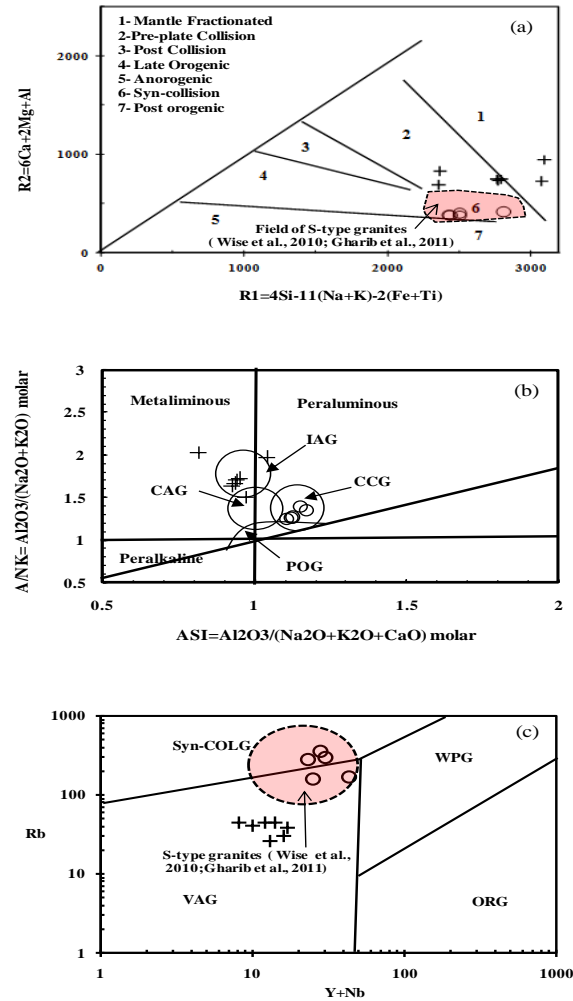 (a)
1- Mantle Fractionated
2-Pre-plate Collision
3- Post Collision
4- Late Orogenic
5- Anorogenic
6- Syn-collision
7- Post orogenic
R2=6Ca+2Mg+Al
2000
1000
0
1
2
3
4
5
6
7
Field of S-type granites
( Wise et al., 2010; Gharib et al., 2011)
0
1000
2000
3000
R1=4Si-11(Na+K)-2(Fe+Ti)
(b)
A/NK= Al2O3/(Na2O+K2O) molar
3
2.5
2
1.5
1
0.5
Metaliminous
Peraluminous
IAG
CAG
CCG
Peralkaline
POG
0.5
1
1.5
2
ASI=Al2O3/(Na2O+K2O+CaO) molar
(c)
Rb
1000
100
10
1
Syn-COLG
WPG
S-type granites ( Wise et al.,
2010;Gharib et al., 2011)
VAG
ORG
1
10
100
1000
Y+Nb